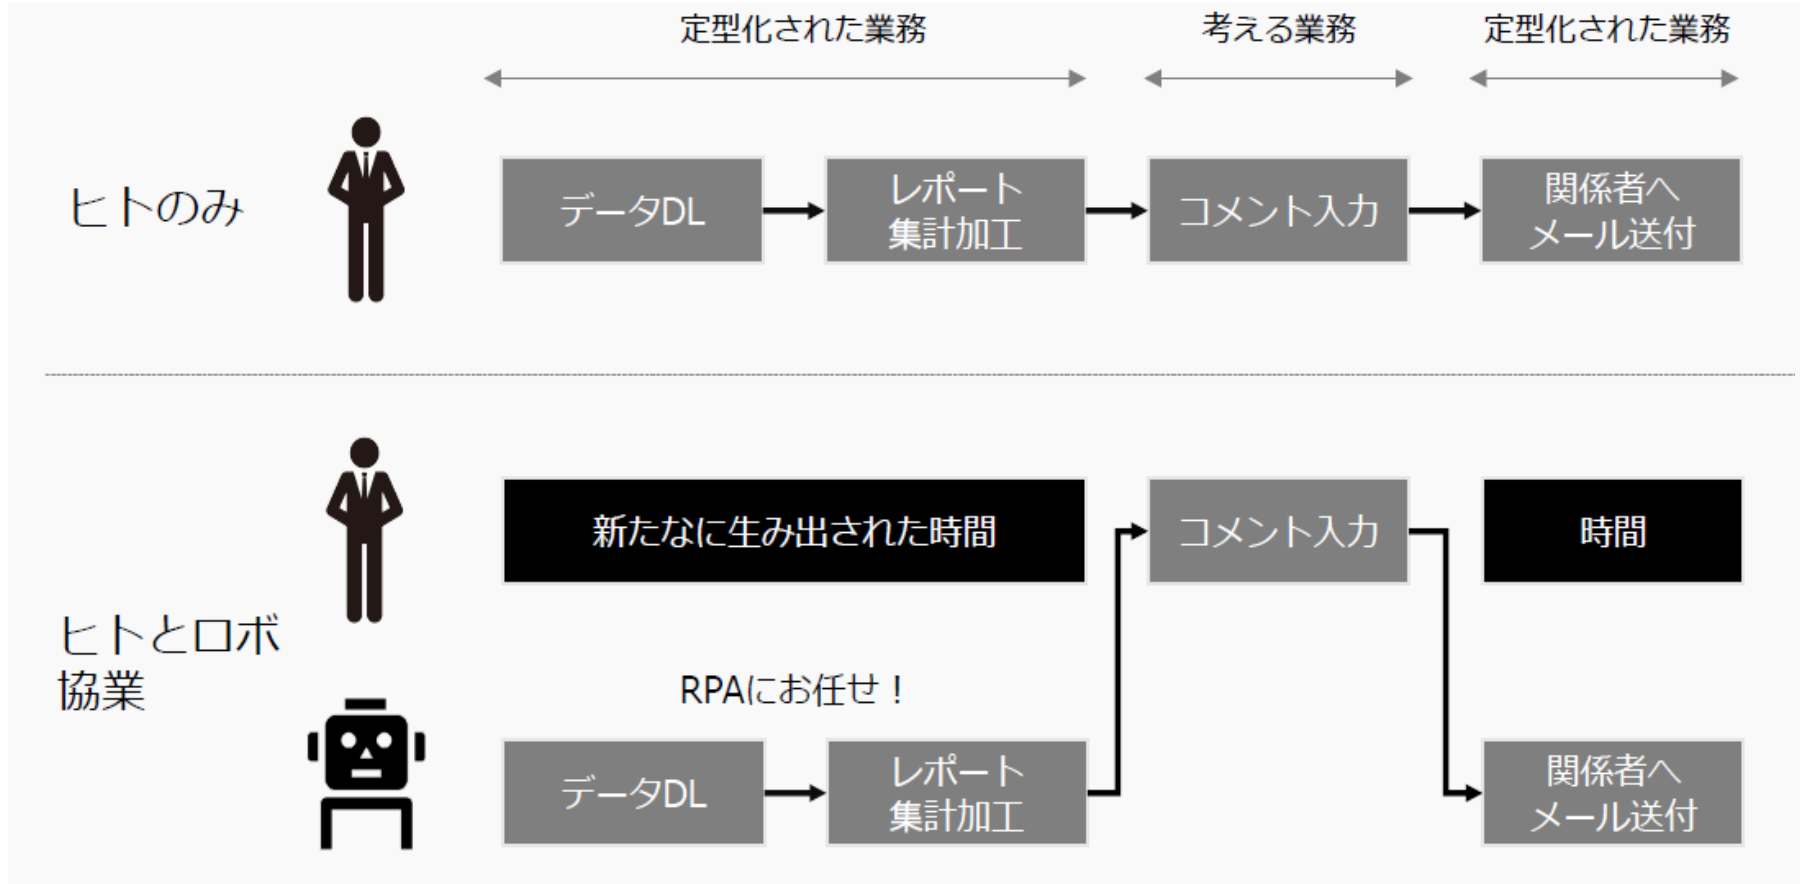 定型化された業務
考える業務
定型化された業務
ヒトのみ
データDL
レポート
集計加工
コメント入力
関係者へ
メール送付
ヒトとロボ
協業
新たに生み出された時間
コメント入力
時間
RPAにお任せ！
データDL
レポート
集計加工
関係者へ
メール送付